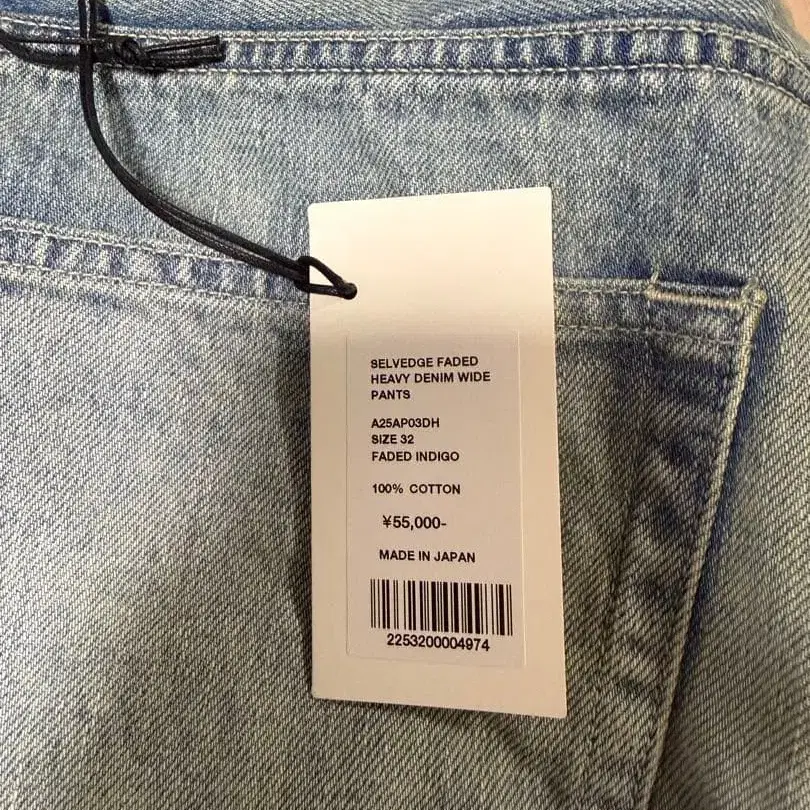 SELVEDGE FADED
HEAVY DENIM WIDE
PANTS
A25AP03DH
SIZE 32
FADED INDIGO
100% COTTON
¥55,000-
MADE IN JAPAN
2253200004974